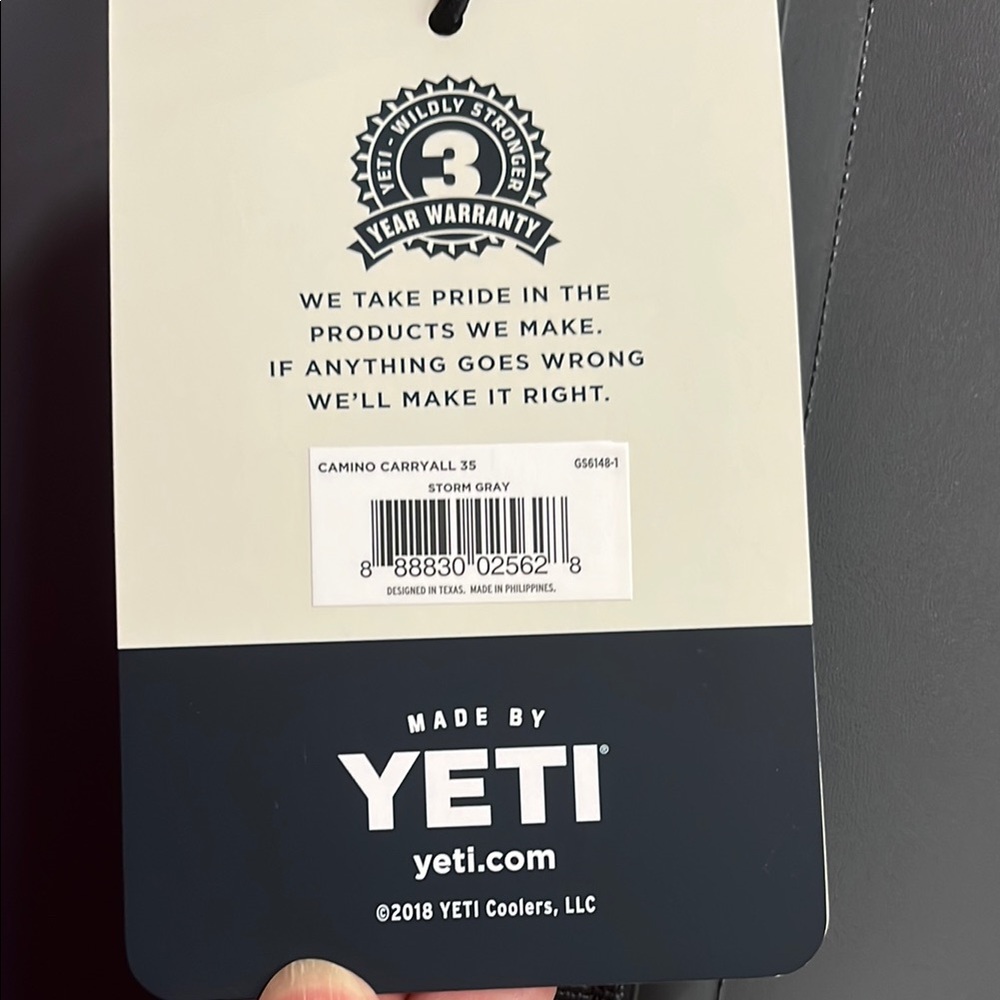 YETI - WILDLY STRONGER
3
YEAR WARRANTY
WE TAKE PRIDE IN THE
PRODUCTS WE MAKE.
IF ANYTHING GOES WRONG
WE'LL MAKE IT RIGHT.
CAMINO CARRYALL 35 GS6148-1
STORM GRAY
8 88830 02562 8
DESIGNED IN TEXAS. MADE IN PHILIPPINES.
MADE BY
YETI®
yeti.com
©2018 YETI Coolers, LLC